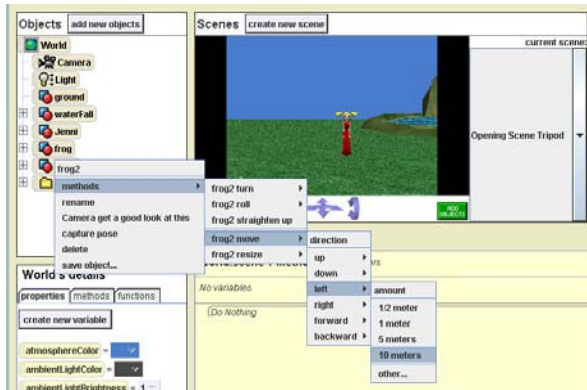 Objects add new objects
World
Camera
Light
ground
waterFall
Jenni
frog
frog2
methods
rename
Camera get a good look at this
capture pose
delete
save object...
frog2 turn
frog2 roll
frog2 straighten up
frog2 move
frog2 resize
direction
up
down
left
right
forward
backward
amount
1/2 meter
1 meter
5 meters
10 meters
other...
Scenes create new scene
current scene:
Opening Scene Tripod
ADD OBJECTS
No variables
(Do Nothing
World's details
properties methods functions
create new variable
atmosphereColor =
ambientLightColor =
ambientLightBrightness = 1